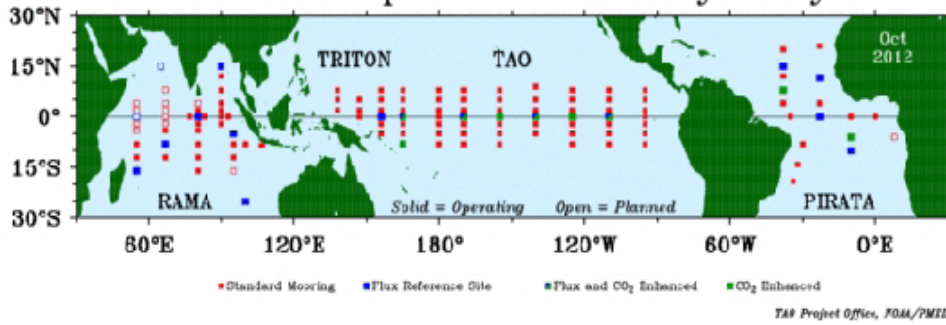 30°N
15°N
0°
15°S
30°S
TRITON
TAO
Oct
2012
RAMA
Solid = Operating
Open = Planned
PIRATA
60°E
120°E
180°
120°W
60°W
0°E
Standard Mooring
Flux Reference Site
Flux and CO₂ Enhanced
CO₂ Enhanced
TAO Project Office, NOAA/PMEL